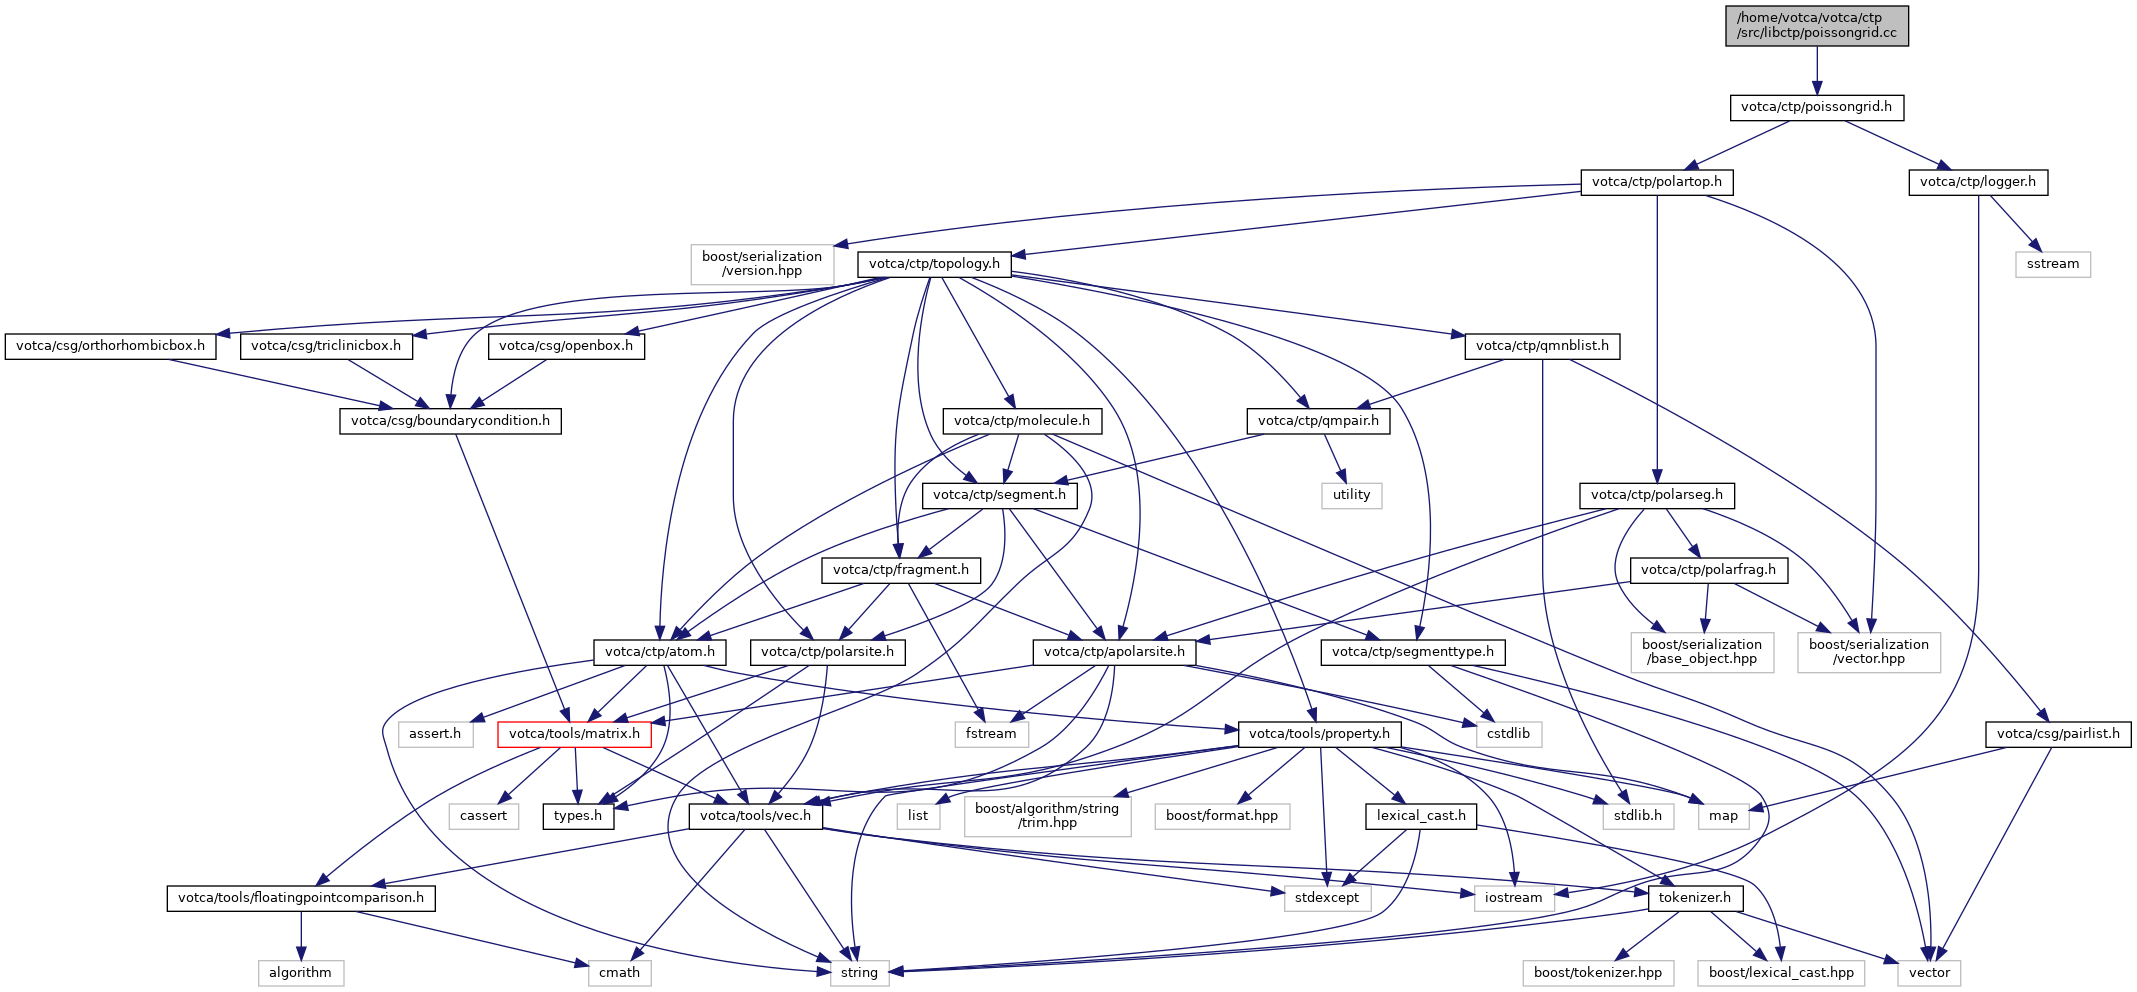 /home/votca/votca/ctp
/src/libctp/poissongrid.cc
votca/ctp/poissongrid.h
votca/ctp/polartop.h
votca/ctp/logger.h
boost/serialization
/version.hpp
votca/ctp/topology.h
sstream
votca/csg/orthorhombicbox.h
votca/csg/triclinicbox.h
votca/csg/openbox.h
votca/ctp/qmnblist.h
votca/csg/boundarycondition.h
votca/ctp/molecule.h
votca/ctp/qmpair.h
votca/ctp/segment.h
utility
votca/ctp/polarseg.h
votca/ctp/fragment.h
votca/ctp/polarfrag.h
votca/ctp/atom.h
votca/ctp/polarsite.h
votca/ctp/apolarsite.h
votca/ctp/segmenttype.h
boost/serialization
/base_object.hpp
boost/serialization
/vector.hpp
assert.h
votca/tools/matrix.h
fstream
votca/tools/property.h
cstdlib
votca/csg/pairlist.h
cassert
types.h
votca/tools/vec.h
list
boost/algorithm/string
/trim.hpp
boost/format.hpp
lexical_cast.h
stdlib.h
map
votca/tools/floatingpointcomparison.h
stdexcept
iostream
tokenizer.h
algorithm
cmath
string
boost/tokenizer.hpp
boost/lexical_cast.hpp
vector